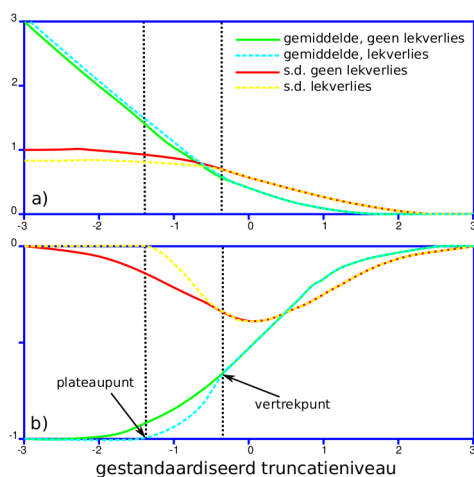 3
gemiddelde, geen lekverlies
gemiddelde, lekverlies
s.d. geen lekverlies
s.d. lekverlies
2
1
a)
0
-3 -2 -1 0 1 2 3
0
plateaupunt
vertrekpunt
b)
-1
-3 -2 -1 0 1 2 3
gestandaardiseerd truncatieniveau